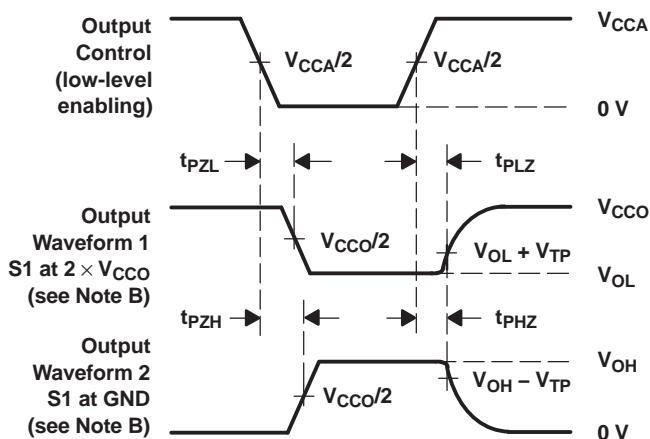 Output
Control
(low-level
enabling)
V_CCA/2
V_CCA/2
V_CCA
0 V
t_PZL
t_PLZ
Output
Waveform 1
S1 at 2 × V_CCO
(see Note B)
V_CCO/2
V_CCO
V_OL + V_TP
V_OL
t_PZH
t_PHZ
Output
Waveform 2
S1 at GND
(see Note B)
V_CCO/2
V_OH
V_OH − V_TP
0 V